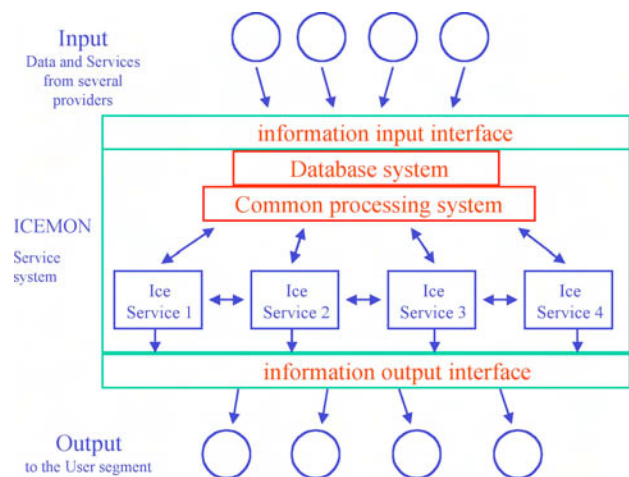 Input
Data and Services
from several
providers
information input interface
Database system
Common processing system
ICEMON
Service
system
Ice
Service 1
Ice
Service 2
Ice
Service 3
Ice
Service 4
information output interface
Output
to the User segment